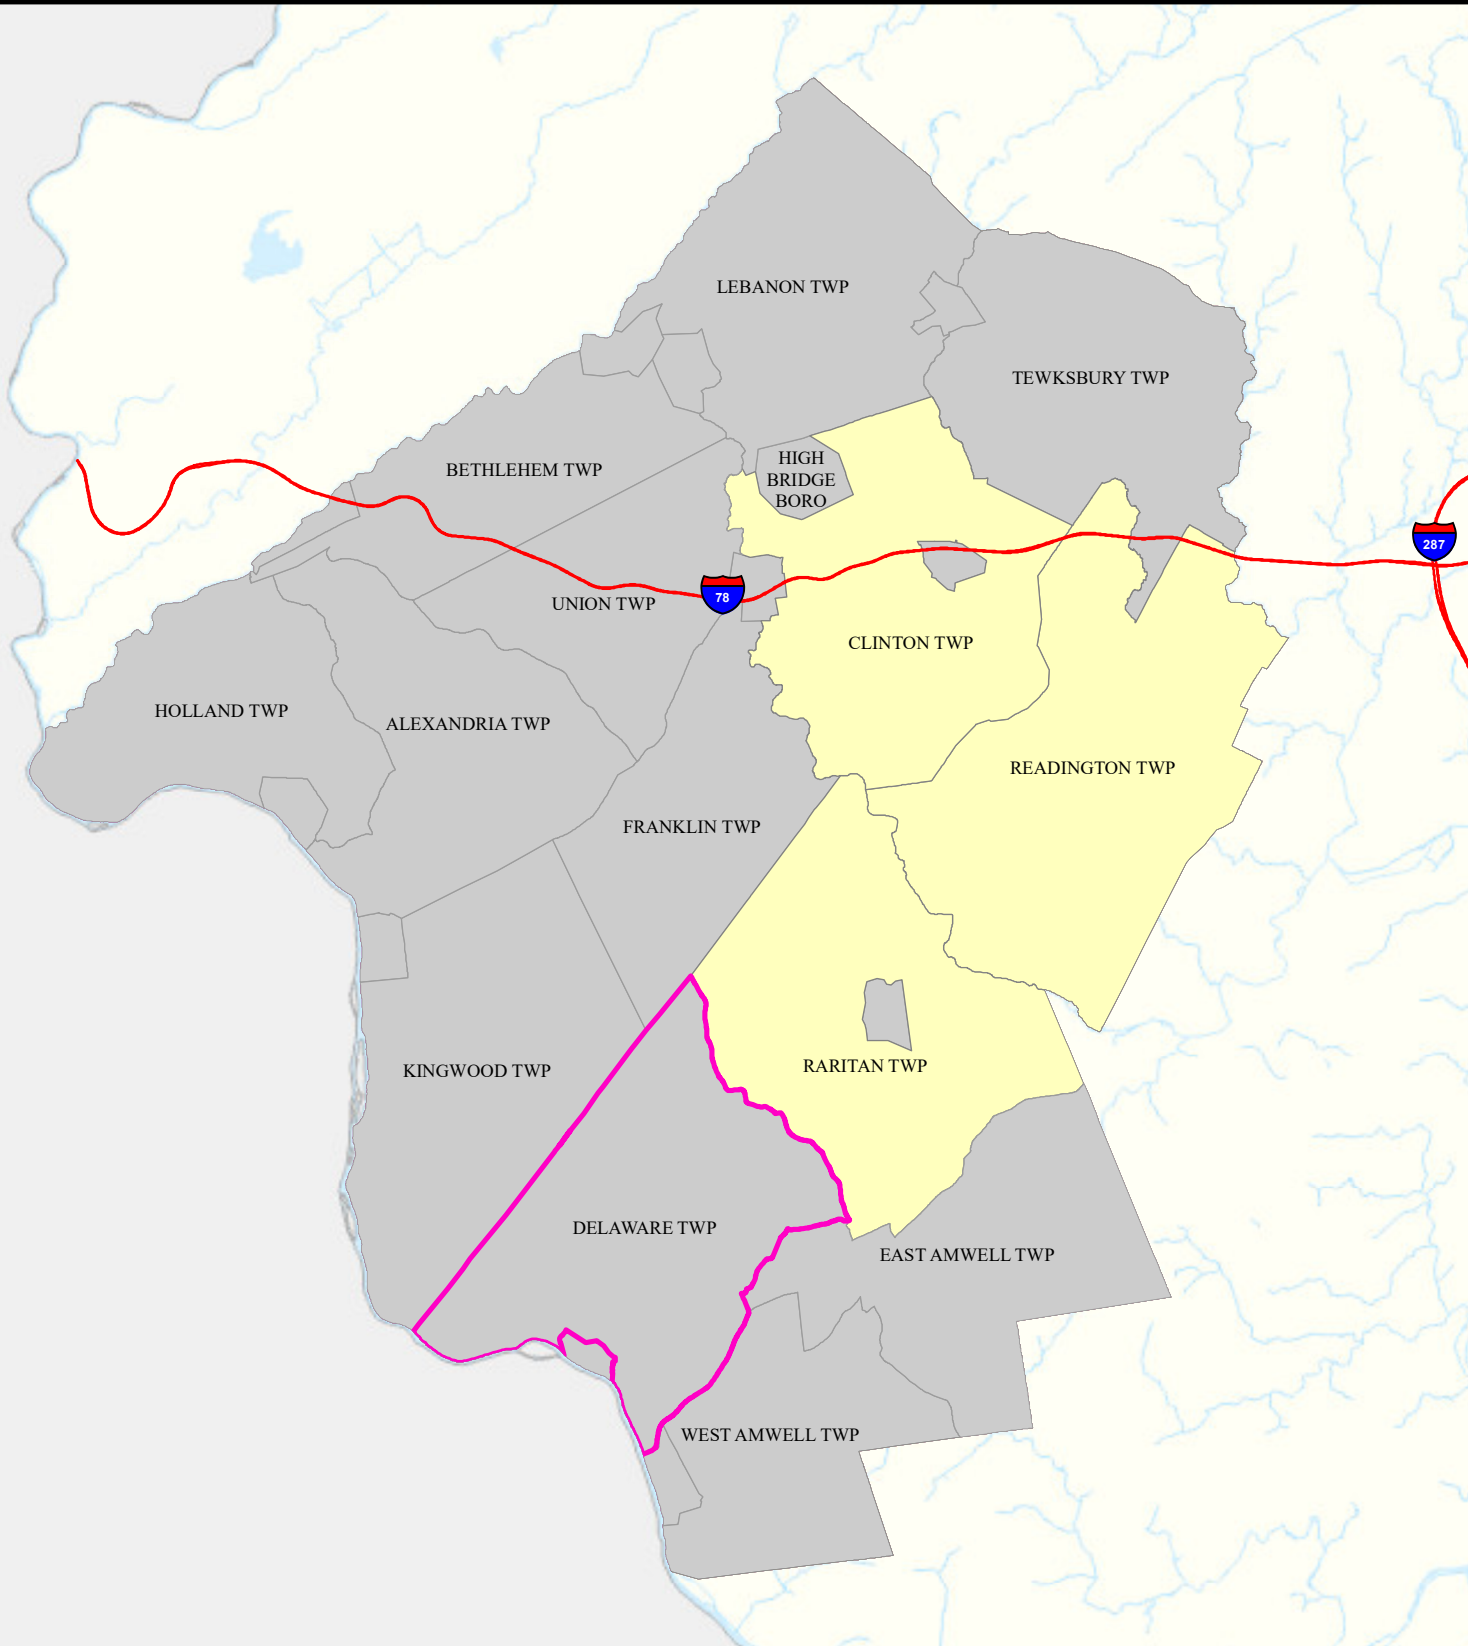 LEBANON TWP
TEWKSBURY TWP
HIGH
BRIDGE
BORO
BETHLEHEM TWP
287
78
UNION TWP
CLINTON TWP
HOLLAND TWP
ALEXANDRIA TWP
READINGTON TWP
FRANKLIN TWP
RARITAN TWP
KINGWOOD TWP
DELAWARE TWP
EAST AMWELL TWP
WEST AMWELL TWP